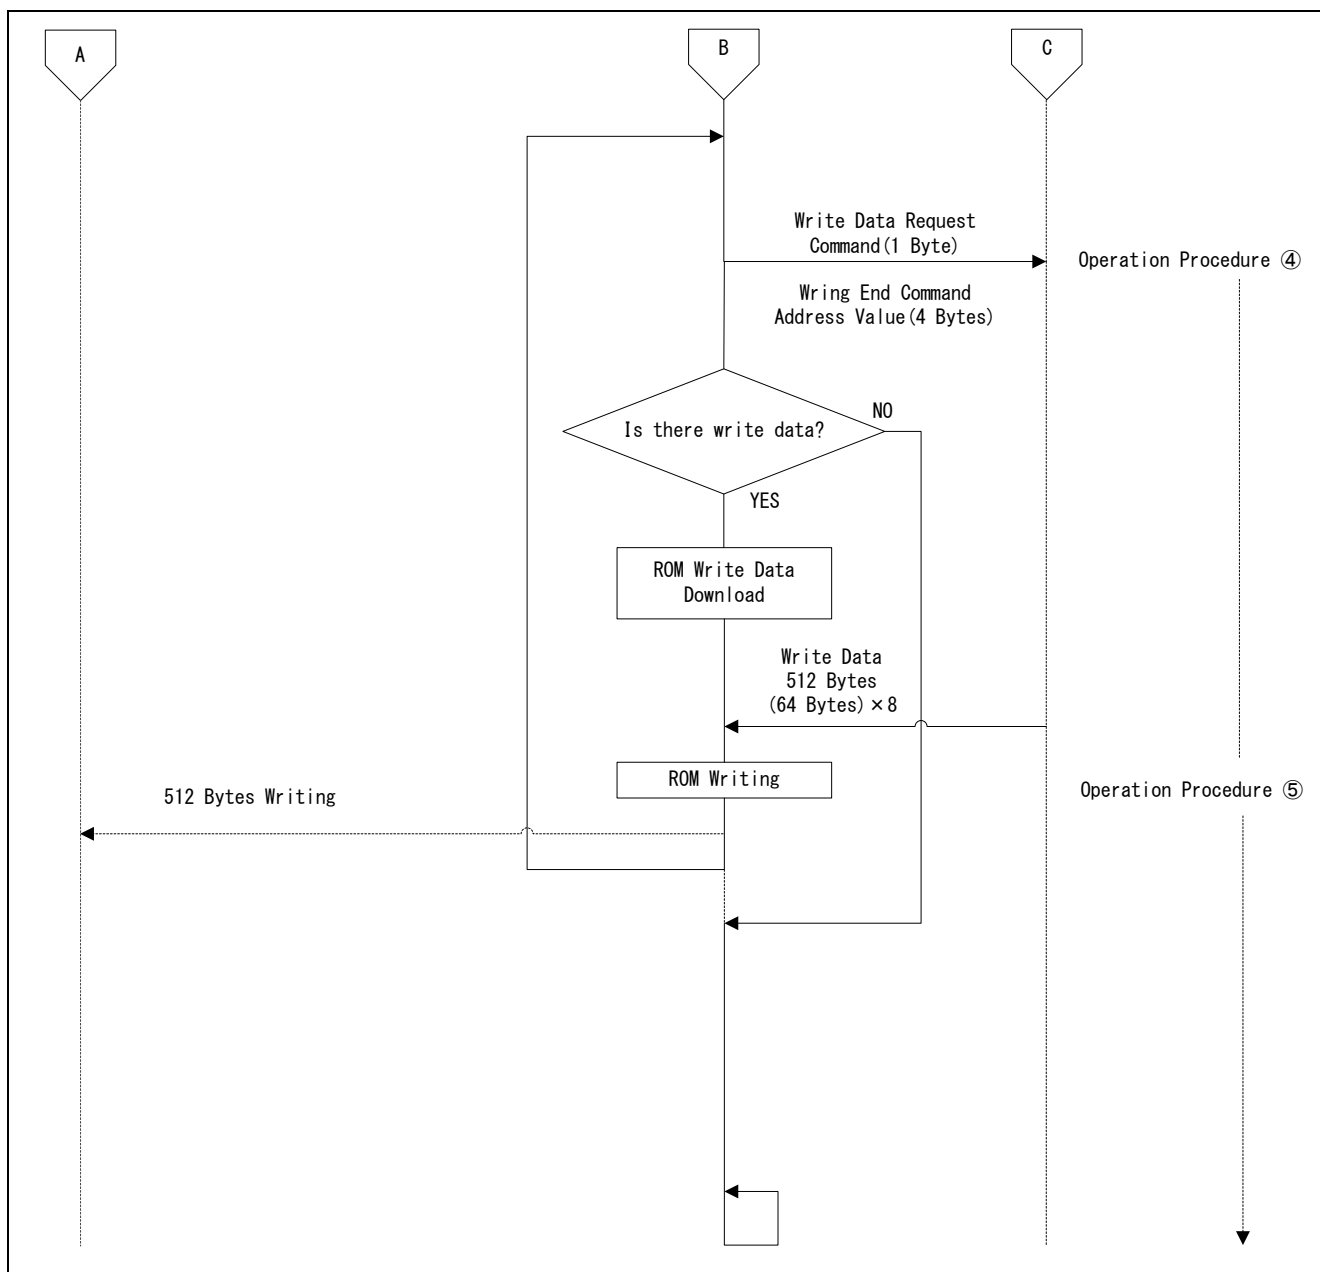 A
B
C
Write Data Request
Command(1 Byte)
Operation Procedure ④
Wring End Command
Address Value(4 Bytes)
Is there write data?
NO
YES
ROM Write Data
Download
Write Data
512 Bytes
(64 Bytes)×8
ROM Writing
512 Bytes Writing
Operation Procedure ⑤